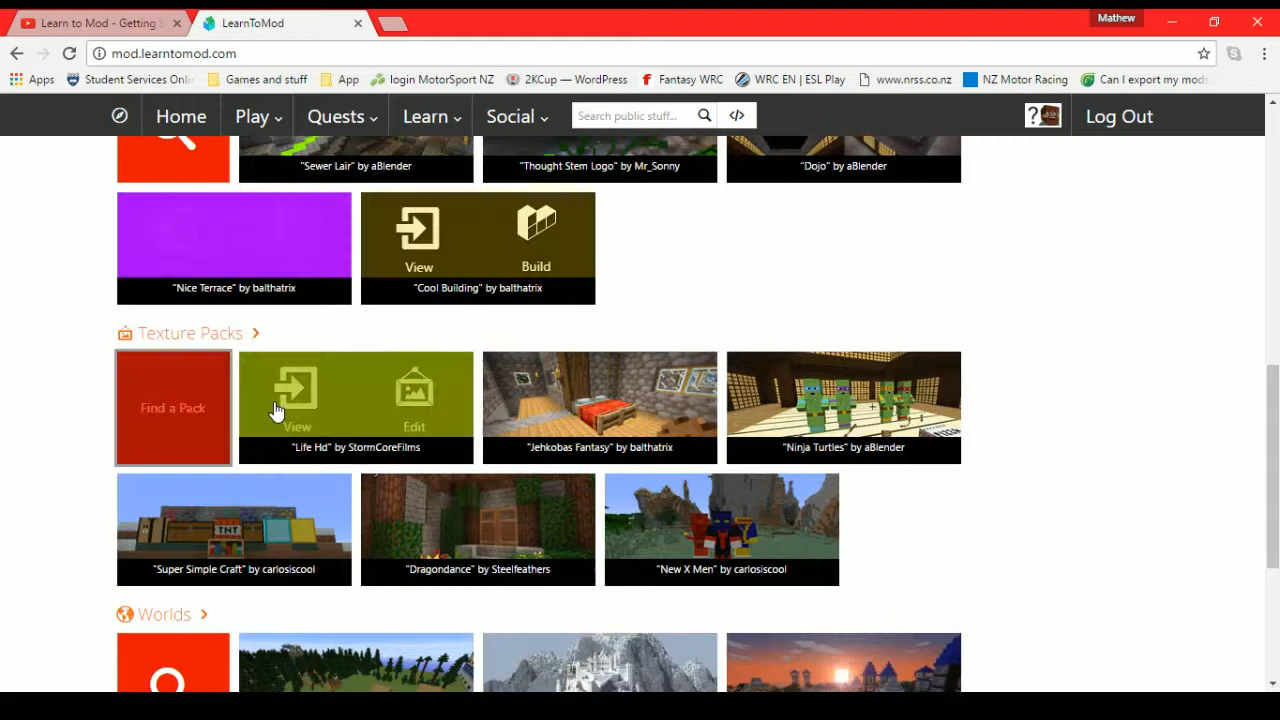 Learn to Mod - Getting S
LearnToMod
Mathew
mod.learntomod.com
Apps
Student Services Onli
Games and stuff
App
login Motorsport NZ
2KCup — WordPress
Fantasy WRC
WRC EN | ESL Play
www.nrss.co.nz
NZ Motor Racing
Can I export my mods
Home
Play
Quests
Learn
Social
Search public stuff...
</>
?
Log Out
"Sewer Lair" by aBlender
"Thought Stem Logo" by Mr_Sonny
"Dojo" by aBlender
View
Build
"Nice Terrace" by balthatrix
"Cool Building" by balthatrix
Texture Packs
Find a Pack
View
Edit
"Life Hd" by StormCoreFilms
"Jehkobas Fantasy" by balthatrix
"Ninja Turtles" by aBlender
TNT
"Super Simple Craft" by carlosiscool
"Dragondance" by Steelfeathers
"New X Men" by carlosiscool
Worlds